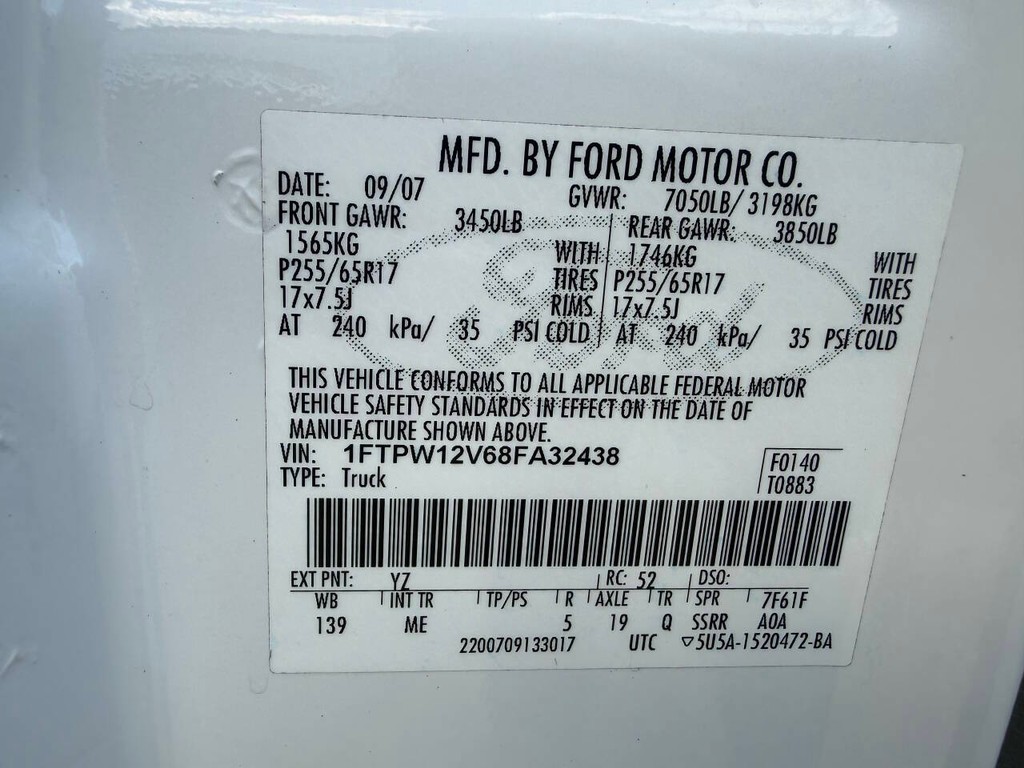 MFD. BY FORD MOTOR CO.
DATE: 09/07 GVWR: 7050LB/ 3198KG
FRONT GAWR: 3450LB REAR GAWR: 3850LB
1565KG WITH 1746KG WITH
P255/65R17 TIRES P255/65R17 TIRES
17x7.5J RIMS 17x7.5J RIMS
AT 240 kPa/ 35 PSI COLD AT 240 kPa/ 35 PSI COLD
Ford
THIS VEHICLE CONFORMS TO ALL APPLICABLE FEDERAL MOTOR
VEHICLE SAFETY STANDARDS IN EFFECT ON THE DATE OF
MANUFACTURE SHOWN ABOVE.
VIN: 1FTPW12V68FA32438 F0140
TYPE: Truck T0883
EXT PNT: YZ RC: 52 DSO:
WB INT TR TP/PS R AXLE TR SPR 7F61F
139 ME 5 19 Q SSRR A0A
2200709133017 UTC ▽5U5A-1520472-BA